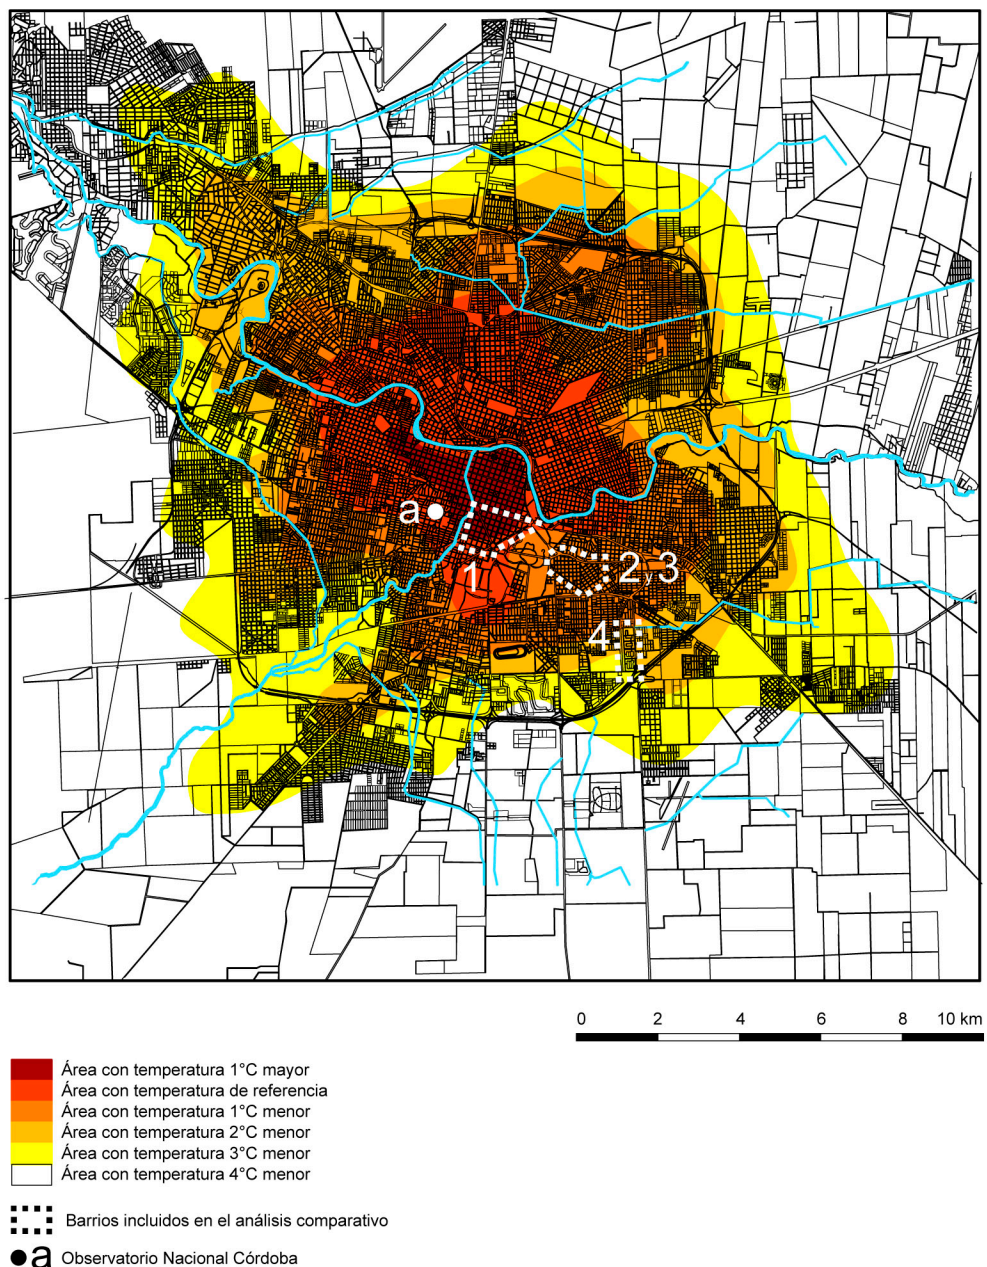 a
1
2 y 3
4
0 2 4 6 8 10 km
Área con temperatura 1°C mayor
Área con temperatura de referencia
Área con temperatura 1°C menor
Área con temperatura 2°C menor
Área con temperatura 3°C menor
Área con temperatura 4°C menor
Barrios incluidos en el análisis comparativo
a Observatorio Nacional Córdoba